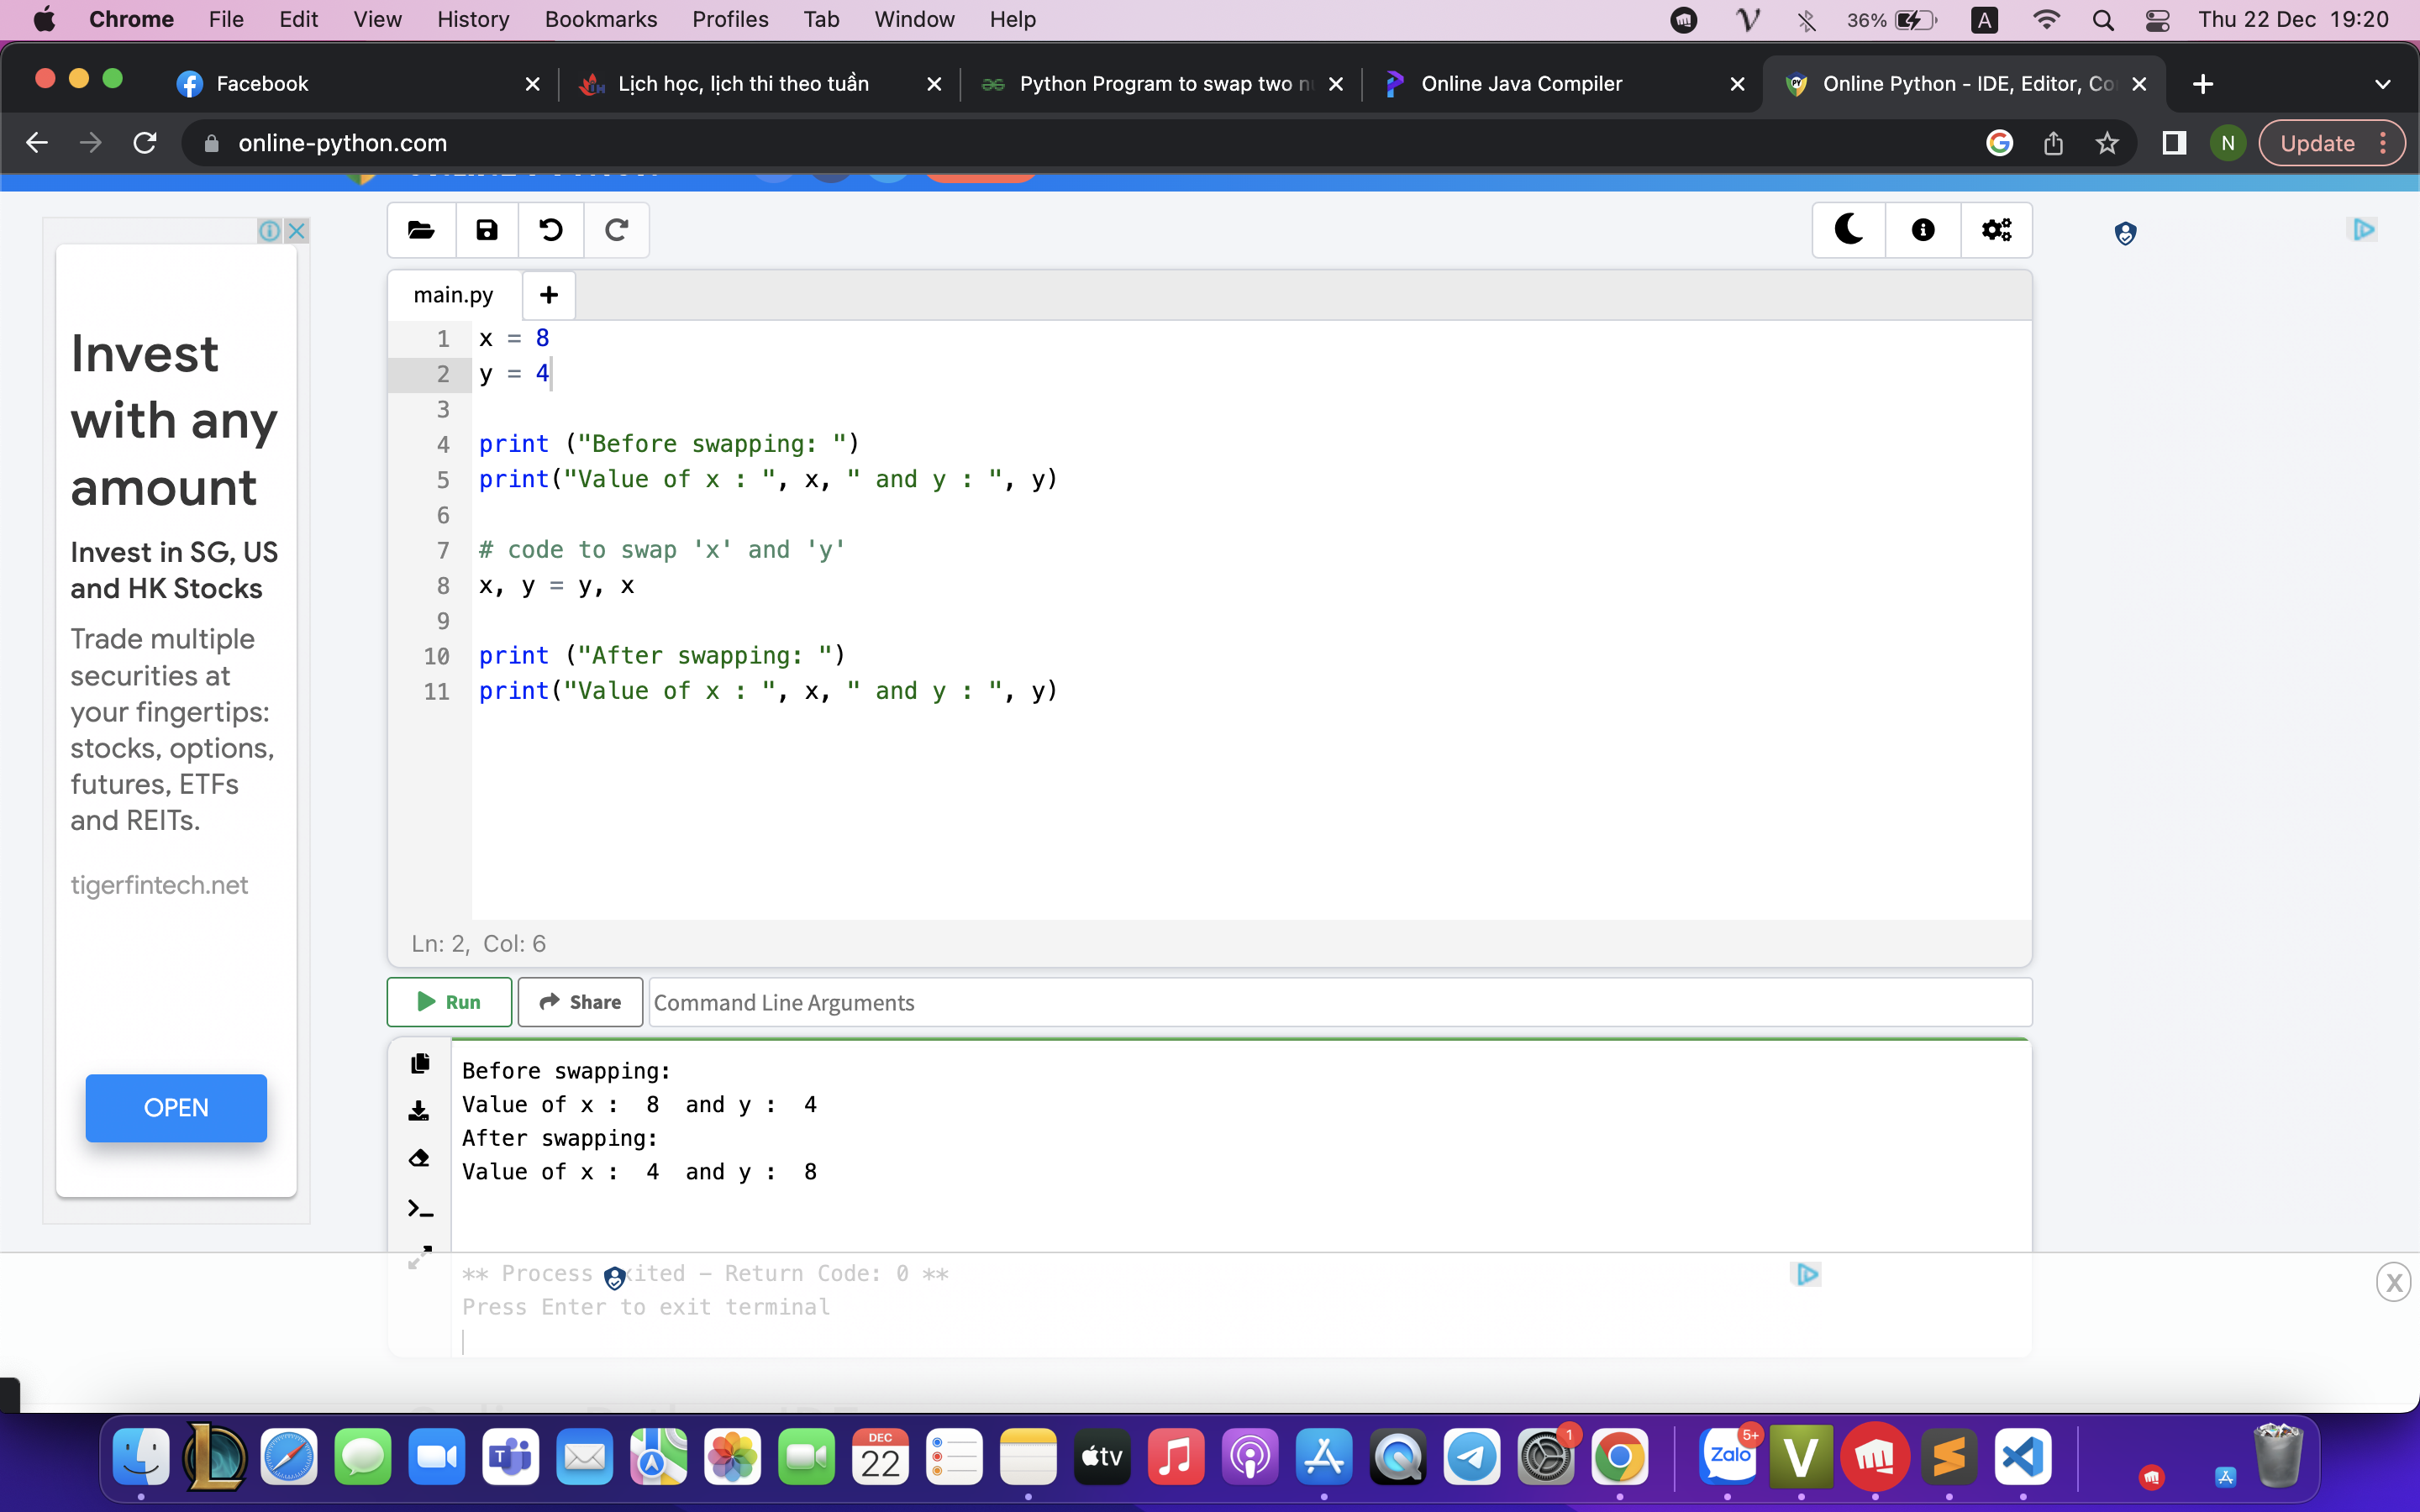 Chrome File Edit View History Bookmarks Profiles Tab Window Help 36% A Thu 22 Dec 19:20
Facebook Lịch học, lịch thi theo tuần Python Program to swap two nu Online Java Compiler Online Python - IDE, Editor, Co
online-python.com N Update
main.py
1 x = 8
2 y = 4
3
4 print ("Before swapping: ")
5 print("Value of x : ", x, " and y : ", y)
6
7 # code to swap 'x' and 'y'
8 x, y = y, x
9
10 print ("After swapping: ")
11 print("Value of x : ", x, " and y : ", y)
Ln: 2, Col: 6
Run Share Command Line Arguments
Before swapping:
Value of x : 8 and y : 4
After swapping:
Value of x : 4 and y : 8
** Process exited - Return Code: 0 **
Press Enter to exit terminal
Invest
with any
amount
Invest in SG, US
and HK Stocks
Trade multiple
securities at
your fingertips:
stocks, options,
futures, ETFs
and REITs.
tigerfintech.net
OPEN
X
DEC
22
tv
1
Zalo
5+
V